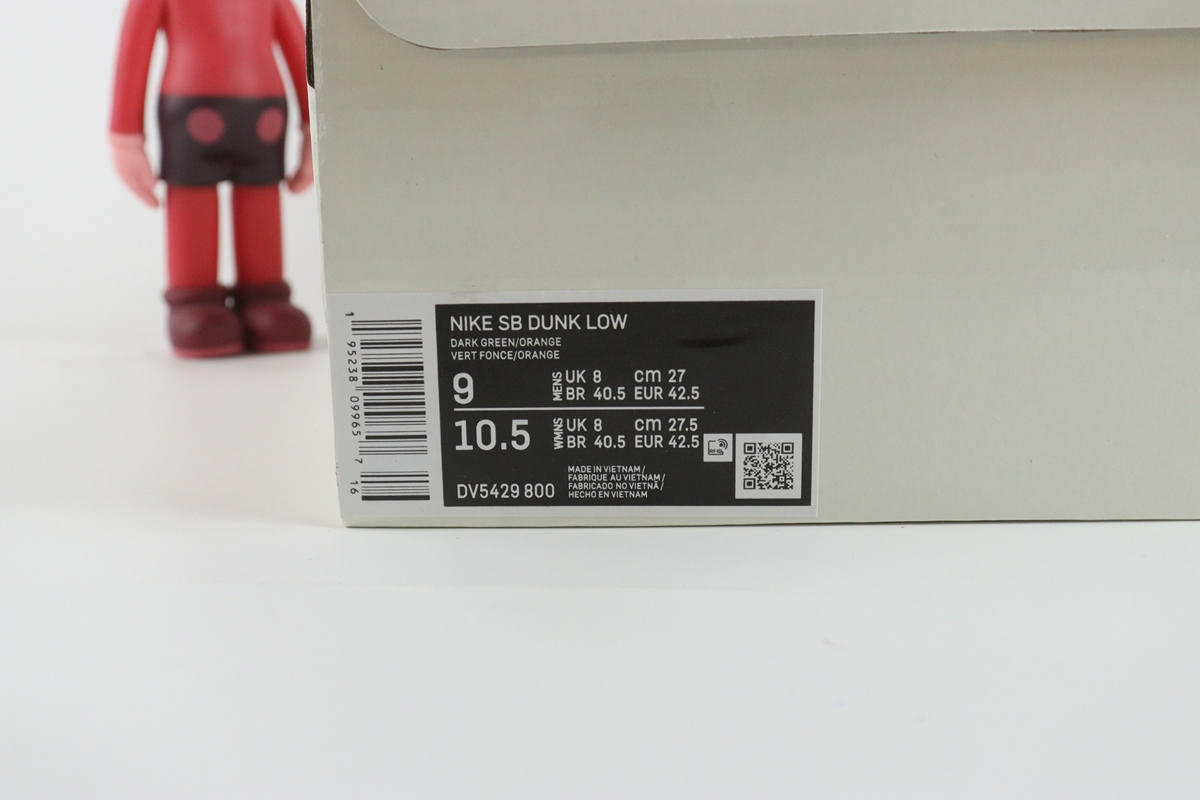 1 95238 09965 7 16
NIKE SB DUNK LOW
DARK GREEN/ORANGE
VERT FONCE/ORANGE
9 MENS UK 8 cm 27
BR 40.5 EUR 42.5
10.5 WMNS UK 8 cm 27.5
BR 40.5 EUR 42.5
RFID
DV5429 800
MADE IN VIETNAM /
FABRIQUE AU VIETNAM /
FABRICADO NO VIETNÃ /
HECHO EN VIETNAM